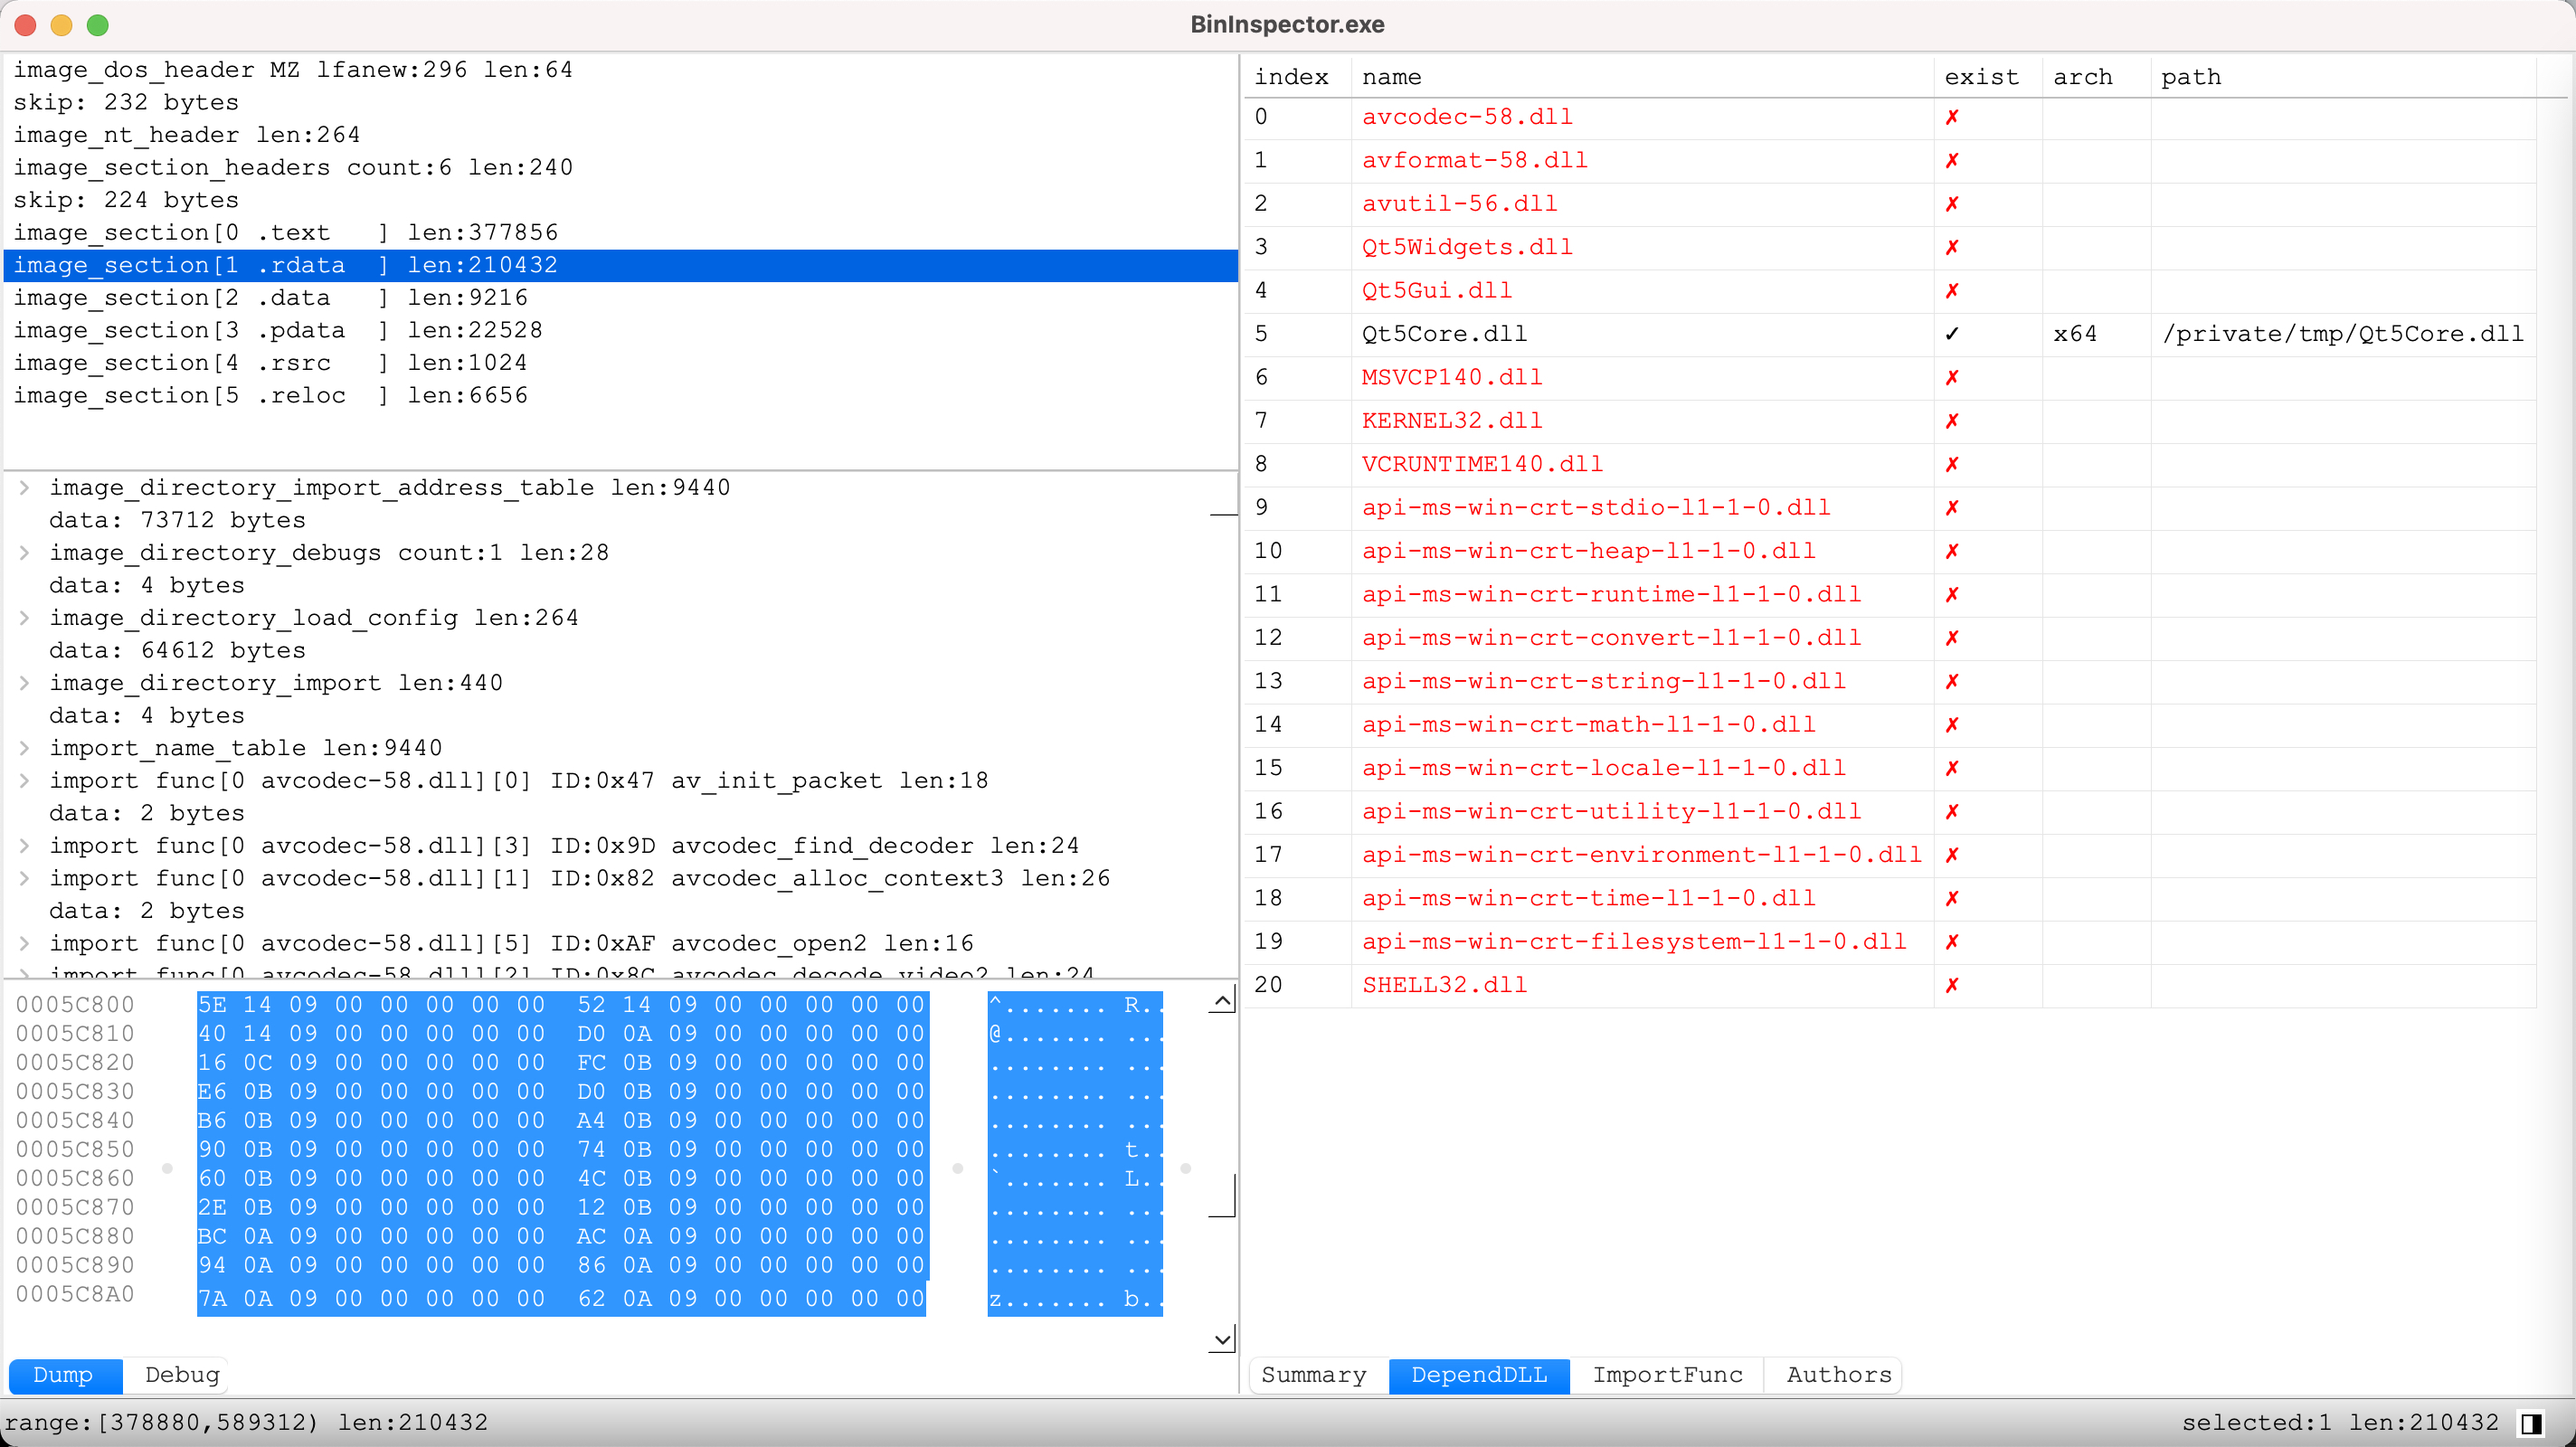 BinInspector.exe
image_dos_header MZ lfanew:296 len:64
skip: 232 bytes
image_nt_header len:264
image_section_headers count:6 len:240
skip: 224 bytes
image_section[0 .text   ] len:377856
image_section[1 .rdata  ] len:210432
image_section[2 .data   ] len:9216
image_section[3 .pdata  ] len:22528
image_section[4 .rsrc   ] len:1024
image_section[5 .reloc  ] len:6656
image_directory_import_address_table len:9440
data: 73712 bytes
image_directory_debugs count:1 len:28
data: 4 bytes
image_directory_load_config len:264
data: 64612 bytes
image_directory_import len:440
data: 4 bytes
import_name_table len:9440
import func[0 avcodec-58.dll][0] ID:0x47 av_init_packet len:18
data: 2 bytes
import func[0 avcodec-58.dll][3] ID:0x9D avcodec_find_decoder len:24
import func[0 avcodec-58.dll][1] ID:0x82 avcodec_alloc_context3 len:26
data: 2 bytes
import func[0 avcodec-58.dll][5] ID:0xAF avcodec_open2 len:16
import func[0 avcodec-58.dll][2] ID:0x8C avcodec_decode_video2 len:24
0005C800 5E 14 09 00 00 00 00 00 52 14 09 00 00 00 00 00 ^....... R..
0005C810 40 14 09 00 00 00 00 00 D0 0A 09 00 00 00 00 00 @....... ...
0005C820 16 0C 09 00 00 00 00 00 FC 0B 09 00 00 00 00 00 ........ ...
0005C830 E6 0B 09 00 00 00 00 00 D0 0B 09 00 00 00 00 00 ........ ...
0005C840 B6 0B 09 00 00 00 00 00 A4 0B 09 00 00 00 00 00 ........ ...
0005C850 90 0B 09 00 00 00 00 00 74 0B 09 00 00 00 00 00 ........ t..
0005C860 60 0B 09 00 00 00 00 00 4C 0B 09 00 00 00 00 00 `....... L..
0005C870 2E 0B 09 00 00 00 00 00 12 0B 09 00 00 00 00 00 ........ ...
0005C880 BC 0A 09 00 00 00 00 00 AC 0A 09 00 00 00 00 00 ........ ...
0005C890 94 0A 09 00 00 00 00 00 86 0A 09 00 00 00 00 00 ........ ...
0005C8A0 7A 0A 09 00 00 00 00 00 62 0A 09 00 00 00 00 00 z....... b..
Dump Debug
index name exist arch path
0 avcodec-58.dll ✗
1 avformat-58.dll ✗
2 avutil-56.dll ✗
3 Qt5Widgets.dll ✗
4 Qt5Gui.dll ✗
5 Qt5Core.dll ✓ x64 /private/tmp/Qt5Core.dll
6 MSVCP140.dll ✗
7 KERNEL32.dll ✗
8 VCRUNTIME140.dll ✗
9 api-ms-win-crt-stdio-l1-1-0.dll ✗
10 api-ms-win-crt-heap-l1-1-0.dll ✗
11 api-ms-win-crt-runtime-l1-1-0.dll ✗
12 api-ms-win-crt-convert-l1-1-0.dll ✗
13 api-ms-win-crt-string-l1-1-0.dll ✗
14 api-ms-win-crt-math-l1-1-0.dll ✗
15 api-ms-win-crt-locale-l1-1-0.dll ✗
16 api-ms-win-crt-utility-l1-1-0.dll ✗
17 api-ms-win-crt-environment-l1-1-0.dll ✗
18 api-ms-win-crt-time-l1-1-0.dll ✗
19 api-ms-win-crt-filesystem-l1-1-0.dll ✗
20 SHELL32.dll ✗
Summary DependDLL ImportFunc Authors
range:[378880,589312) len:210432
selected:1 len:210432